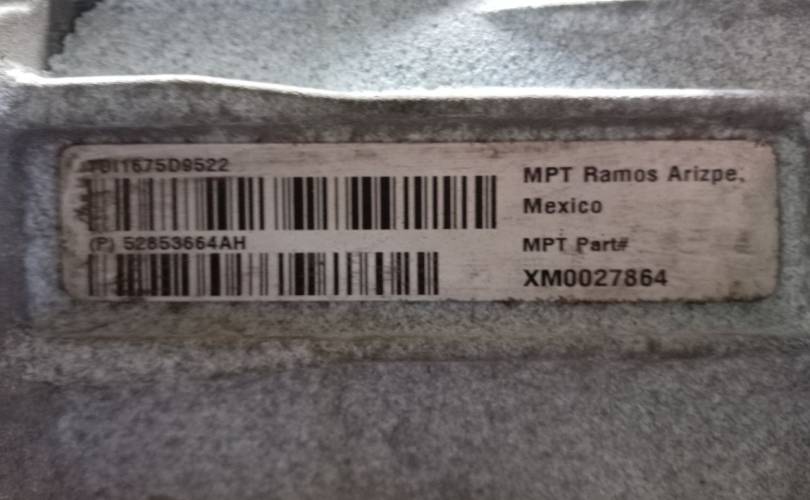 (P) 52853664AH
MPT Ramos Arizpe,
Mexico
MPT Part#
XM0027864